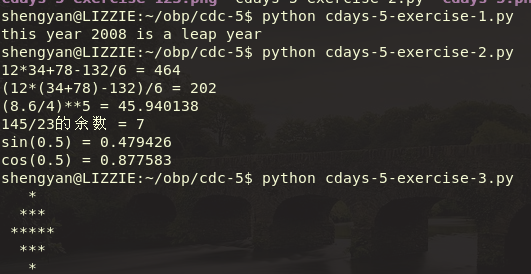 cdays-5-exercise-123.png cdays-5-exercise-2.py cdays-5.pn
shengyan@LIZZIE:~/obp/cdc-5$ python cdays-5-exercise-1.py
this year 2008 is a leap year
shengyan@LIZZIE:~/obp/cdc-5$ python cdays-5-exercise-2.py
12*34+78-132/6 = 464
(12*(34+78)-132)/6 = 202
(8.6/4)**5 = 45.940138
145/23的余数 = 7
sin(0.5) = 0.479426
cos(0.5) = 0.877583
shengyan@LIZZIE:~/obp/cdc-5$ python cdays-5-exercise-3.py
*
***
*****
***
*